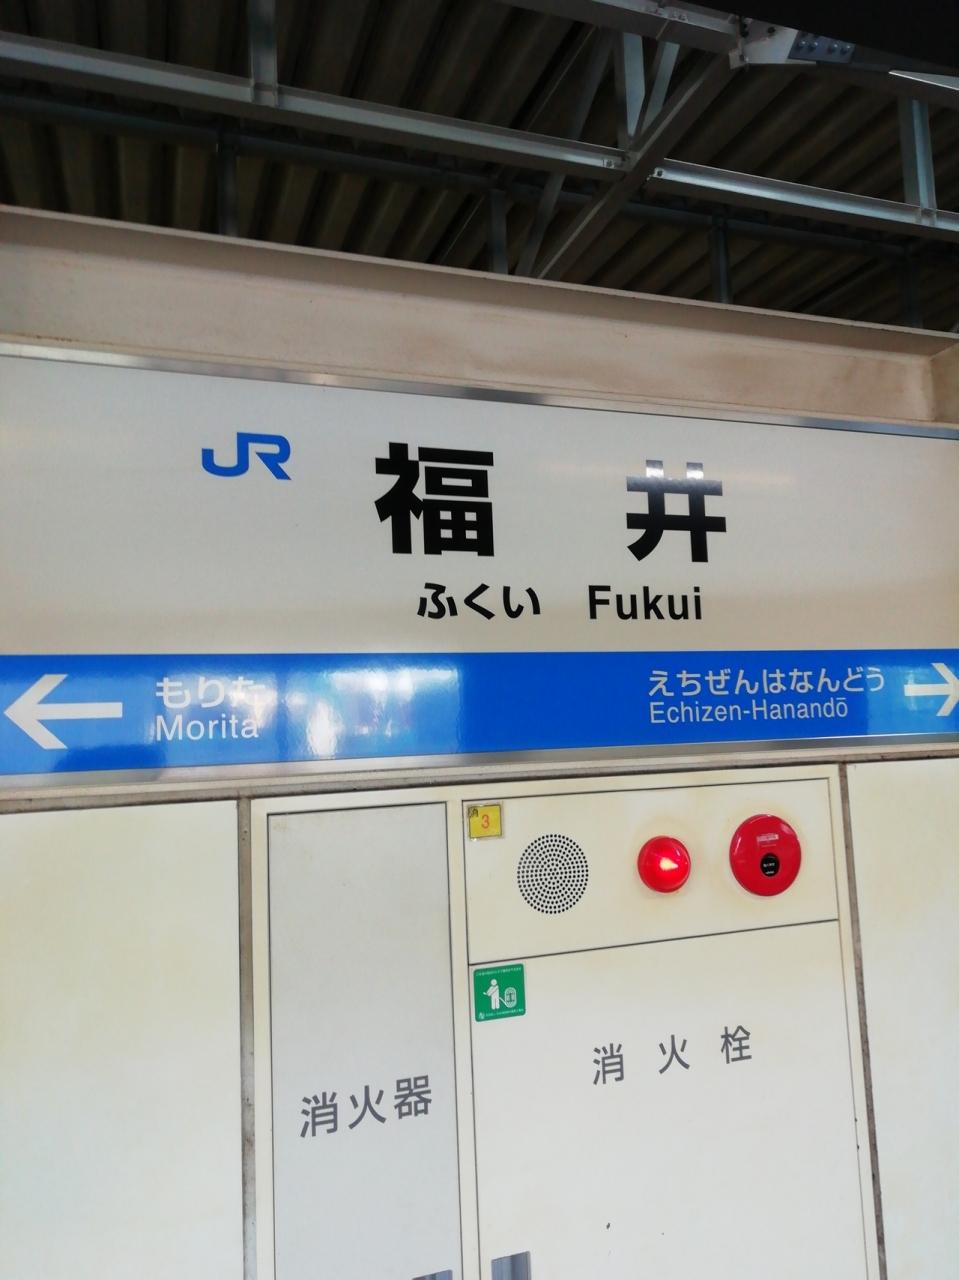 JR
福井
ふくい Fukui
もりた
Morita
えちぜんはなんどう
Echizen-Hanandō
消
3
消火器
消火栓